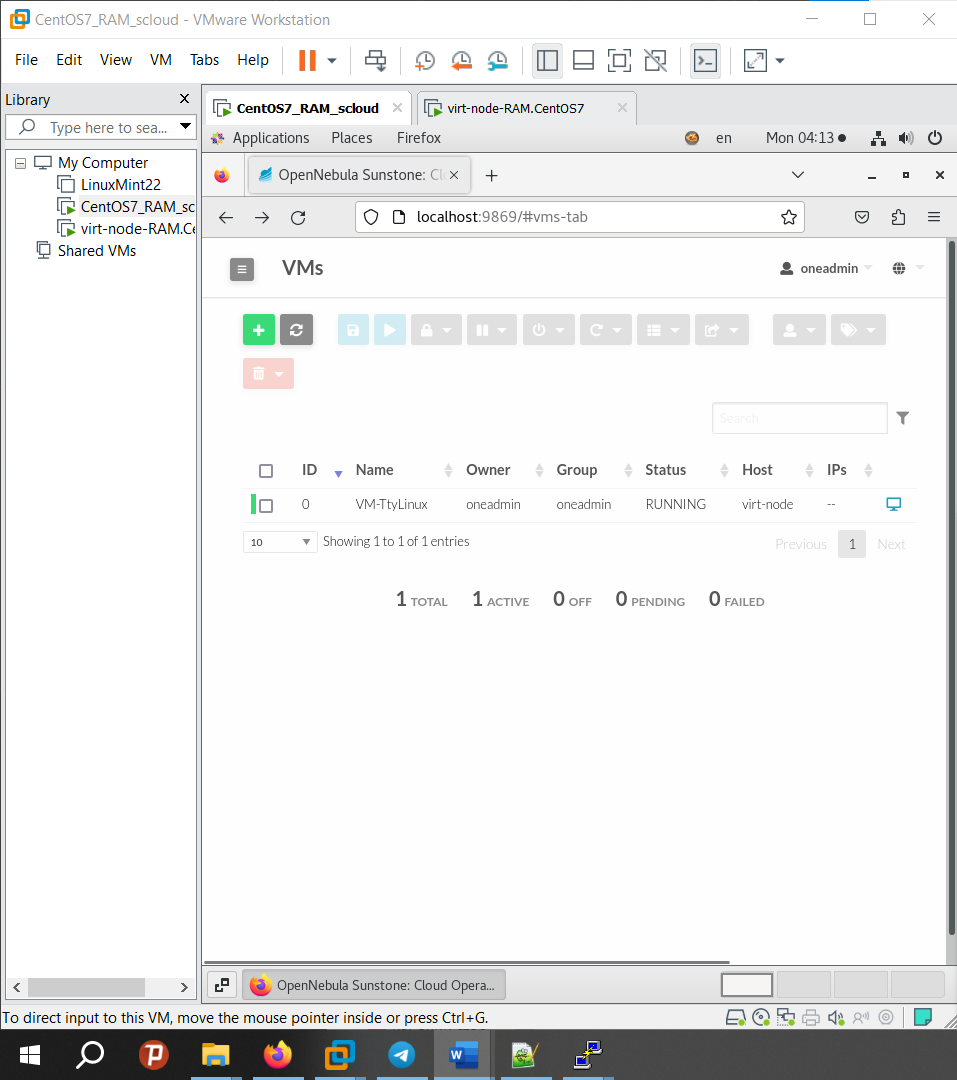 CentOS7_RAM_scloud - VMware Workstation
File Edit View VM Tabs Help
Library
CentOS7_RAM_scloud
virt-node-RAM.CentOS7
Type here to sea...
Applications Places Firefox
en Mon 04:13
My Computer
LinuxMint22
CentOS7_RAM_sc
virt-node-RAM.Ce
Shared VMs
OpenNebula Sunstone: Clo
localhost:9869/#vms-tab
VMs
oneadmin
Search
ID Name Owner Group Status Host IPs
0 VM-TtyLinux oneadmin oneadmin RUNNING virt-node --
10 Showing 1 to 1 of 1 entries
Previous 1 Next
1 TOTAL 1 ACTIVE 0 OFF 0 PENDING 0 FAILED
OpenNebula Sunstone: Cloud Opera...
To direct input to this VM, move the mouse pointer inside or press Ctrl+G.